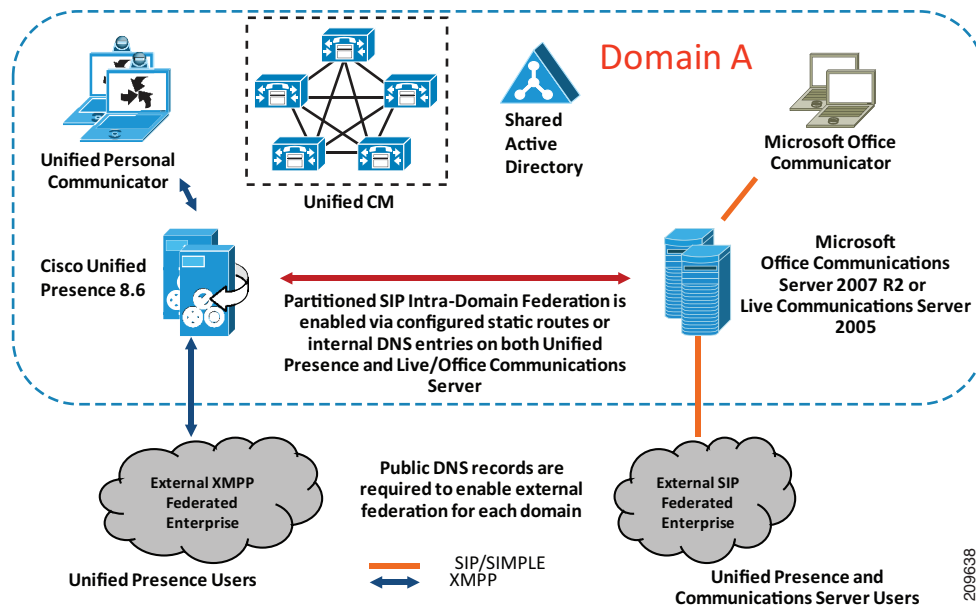 Domain A
Unified Personal
Communicator
Unified CM
Shared
Active
Directory
Microsoft Office
Communicator
Cisco Unified
Presence 8.6
Partitioned SIP Intra-Domain Federation is
enabled via configured static routes or
internal DNS entries on both Unified
Presence and Live/Office Communications
Server
Microsoft
Office Communications
Server 2007 R2 or
Live Communications Server
2005
External XMPP
Federated
Enterprise
Public DNS records are
required to enable external
federation for each domain
External SIP
Federated
Enterprise
SIP/SIMPLE
XMPP
Unified Presence Users
Unified Presence and
Communications Server Users
209638